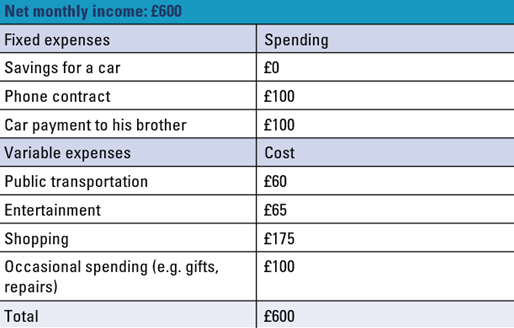 Net monthly income: £600
Fixed expenses Spending
Savings for a car £0
Phone contract £100
Car payment to his brother £100
Variable expenses Cost
Public transportation £60
Entertainment £65
Shopping £175
Occasional spending (e.g. gifts, £100
repairs)
Total £600